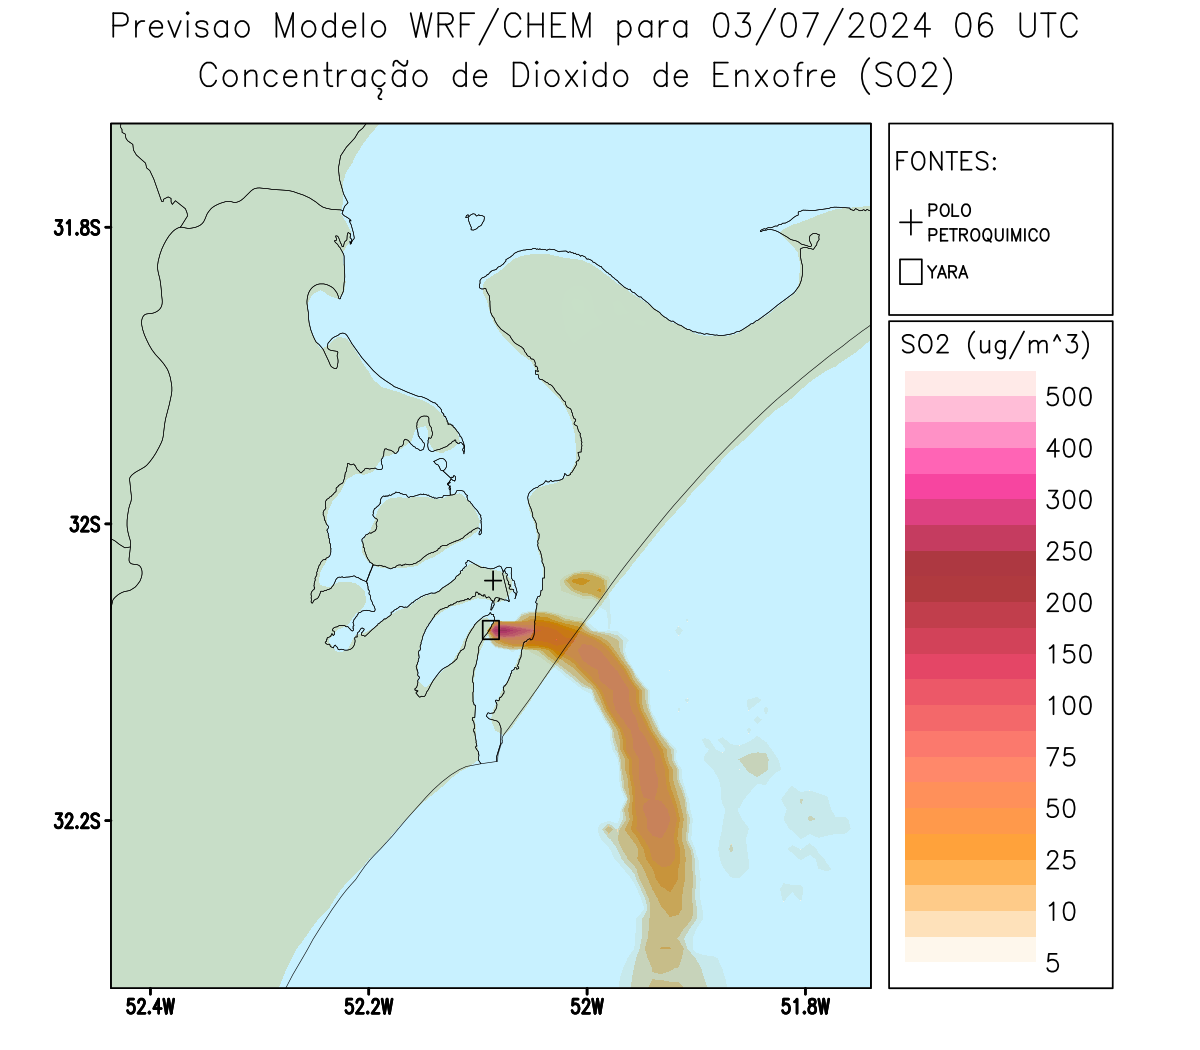 Previsao Modelo WRF/CHEM para 03/07/2024 06 UTC
Concentração de Dioxido de Enxofre (SO2)
31.8S
32S
32.2S
52.4W
52.2W
52W
51.8W
FONTES:
POLO
PETROQUIMICO
YARA
SO2 (ug/m^3)
500
400
300
250
200
150
100
75
50
25
10
5